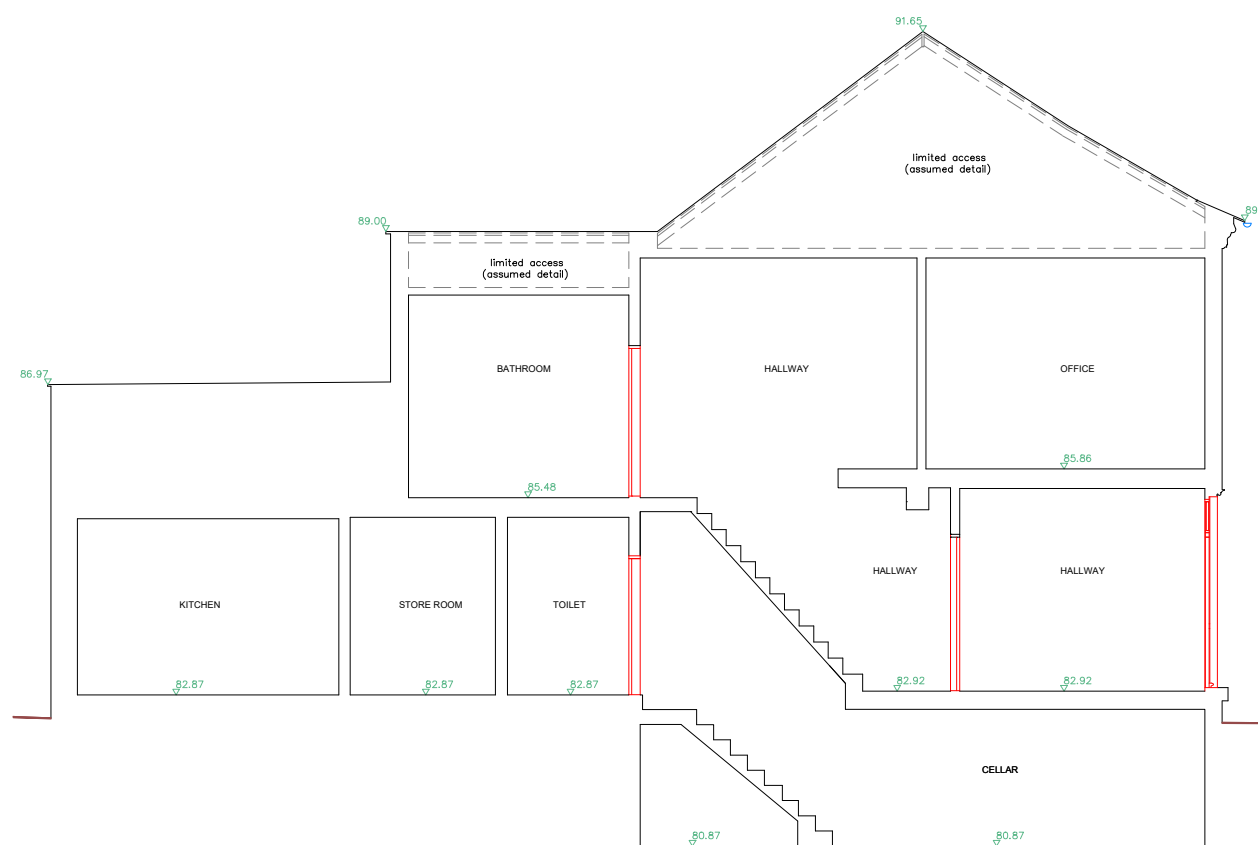 91.65
limited access
(assumed detail)
89.00
89
limited access
(assumed detail)
86.97
BATHROOM
HALLWAY
OFFICE
85.86
85.48
HALLWAY
HALLWAY
KITCHEN
STORE ROOM
TOILET
82.87
82.87
82.87
82.92
82.92
CELLAR
80.87
80.87